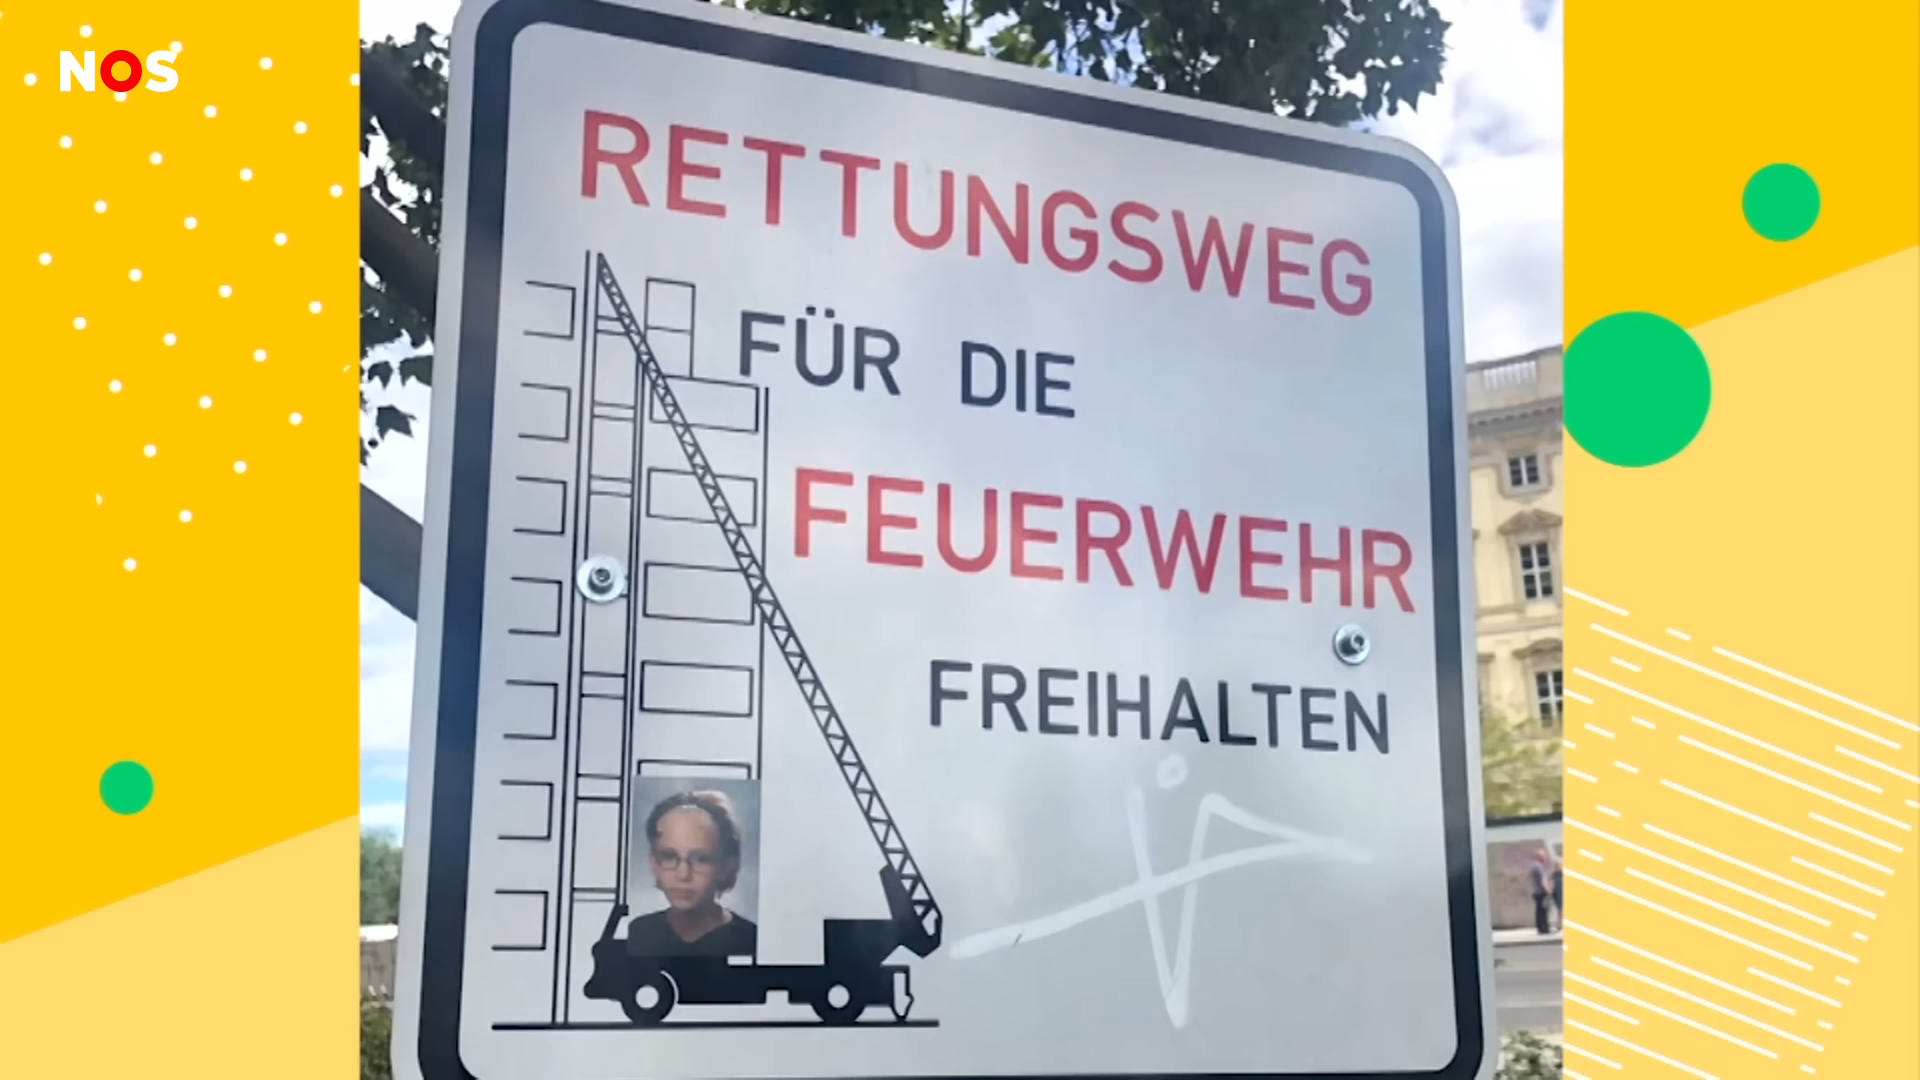 NOS
RETTUNGSWEG
FÜR DIE
FEUERWEHR
FREIHALTEN